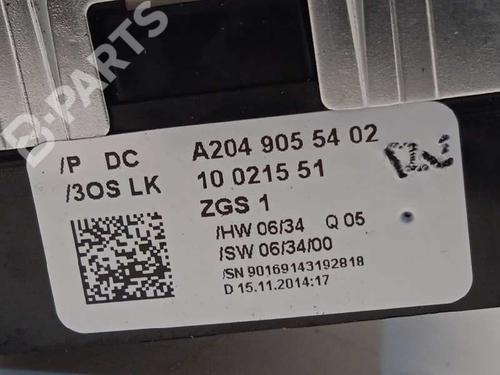 B-PARTS
/P DC A204 905 54 02
/3OS LK 10 0215 51
ZGS 1
/HW 06/34 Q 05
/SW 06/34/00
/SN 90169143192818
D 15.11.2014:17